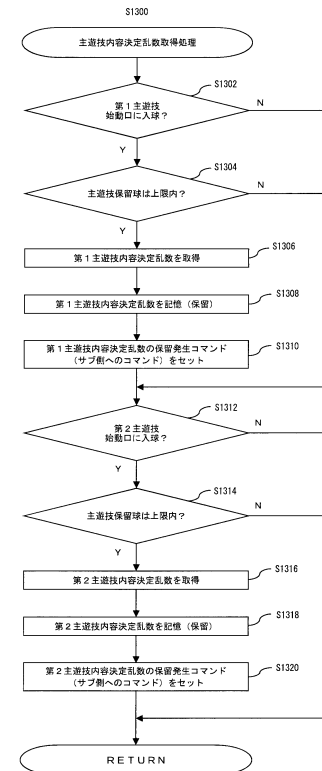 S1300
主遊技内容決定乱数取得処理
S1302
第1主遊技
始動口に入球？
N
Y
S1304
主遊技保留球は上限内？
N
Y
S1306
第1主遊技内容決定乱数を取得
S1308
第1主遊技内容決定乱数を記憶（保留）
S1310
第1主遊技内容決定乱数の保留発生コマンド
（サブ側へのコマンド）をセット
S1312
第2主遊技
始動口に入球？
N
Y
S1314
主遊技保留球は上限内？
N
Y
S1316
第2主遊技内容決定乱数を取得
S1318
第2主遊技内容決定乱数を記憶（保留）
S1320
第2主遊技内容決定乱数の保留発生コマンド
（サブ側へのコマンド）をセット
RETURN